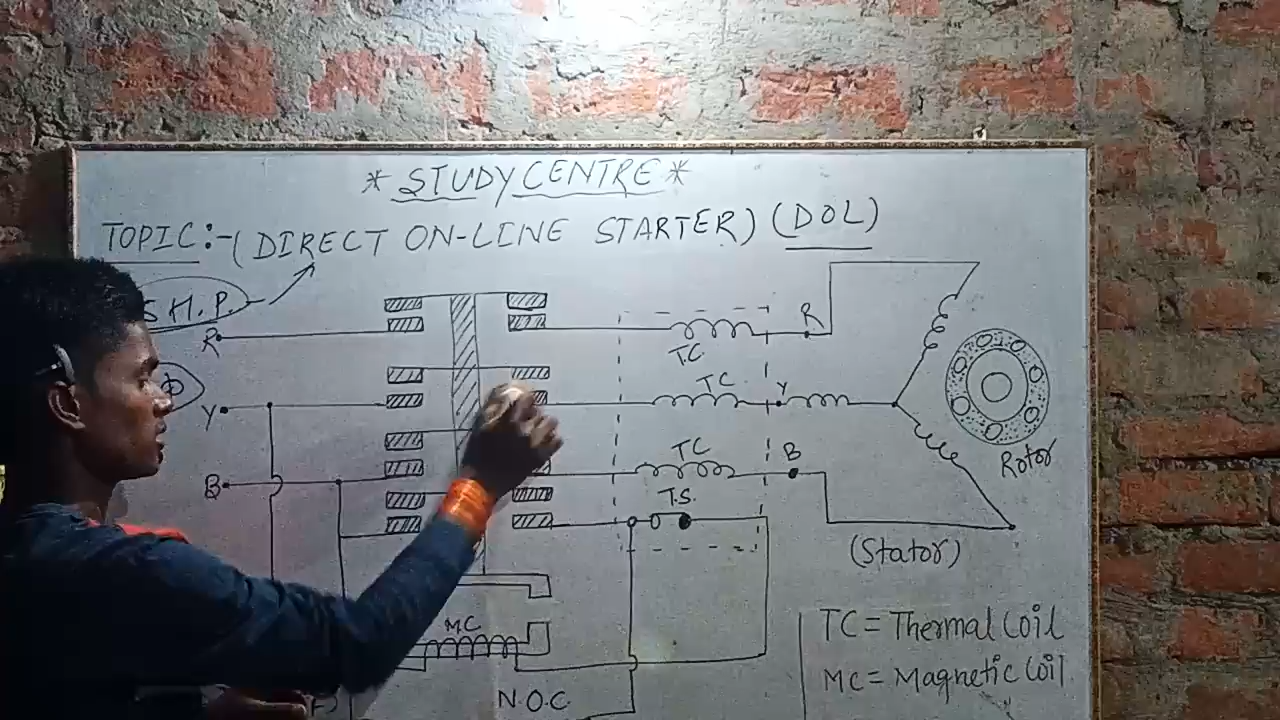 * STUDY CENTRE *
TOPIC:-(DIRECT ON-LINE STARTER) (DOL)
5 H.P.
R
R
TC
Y
TC
Y
B
TC
B
Rotor
T.S.
(Stator)
MC
TC = Thermal Coil
MC = Magnetic Coil
N.O.C